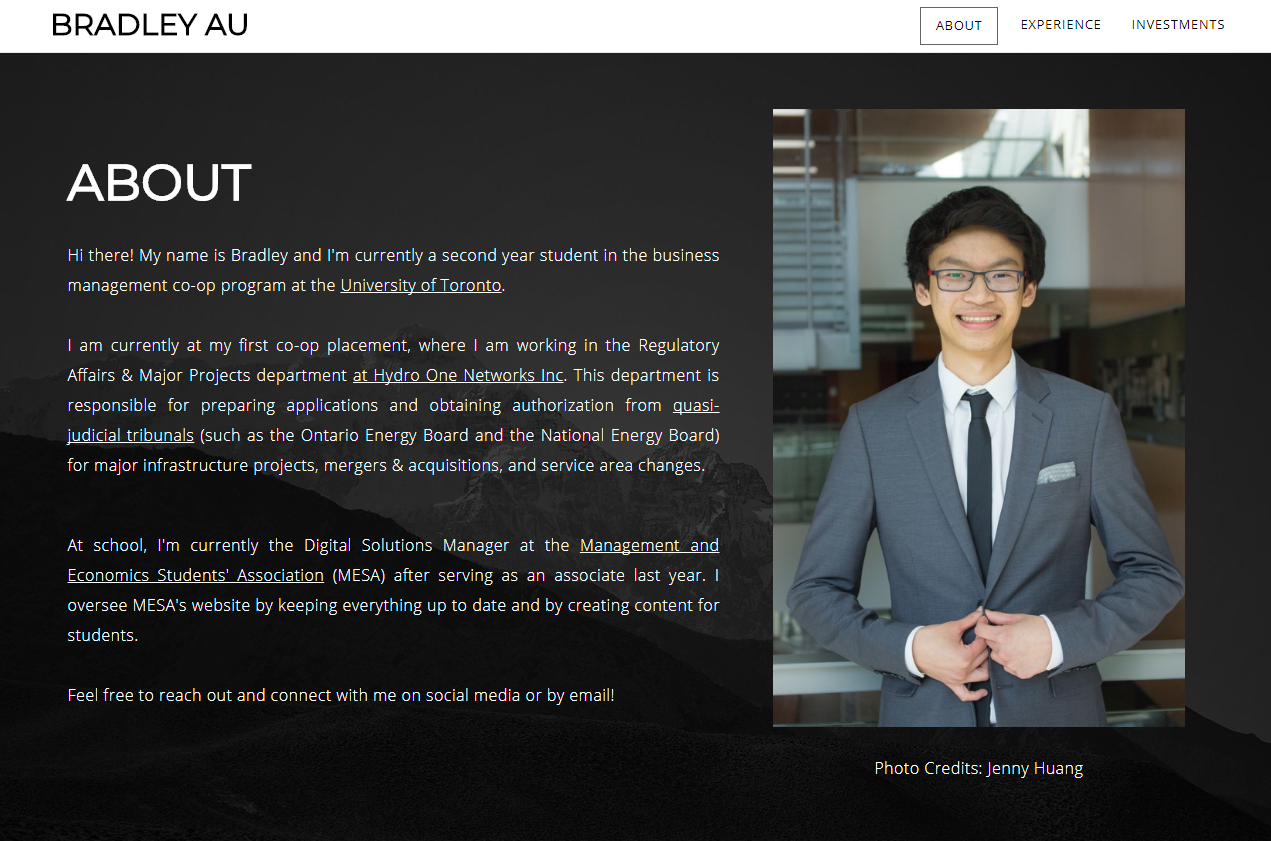 BRADLEY AU
ABOUT
EXPERIENCE
INVESTMENTS
ABOUT
Hi there! My name is Bradley and I'm currently a second year student in the business
management co-op program at the University of Toronto.
I am currently at my first co-op placement, where I am working in the Regulatory
Affairs & Major Projects department at Hydro One Networks Inc. This department is
responsible for preparing applications and obtaining authorization from quasi-
judicial tribunals (such as the Ontario Energy Board and the National Energy Board)
for major infrastructure projects, mergers & acquisitions, and service area changes.
At school, I'm currently the Digital Solutions Manager at the Management and
Economics Students' Association (MESA) after serving as an associate last year. I
oversee MESA's website by keeping everything up to date and by creating content for
students.
Feel free to reach out and connect with me on social media or by email!
Photo Credits: Jenny Huang